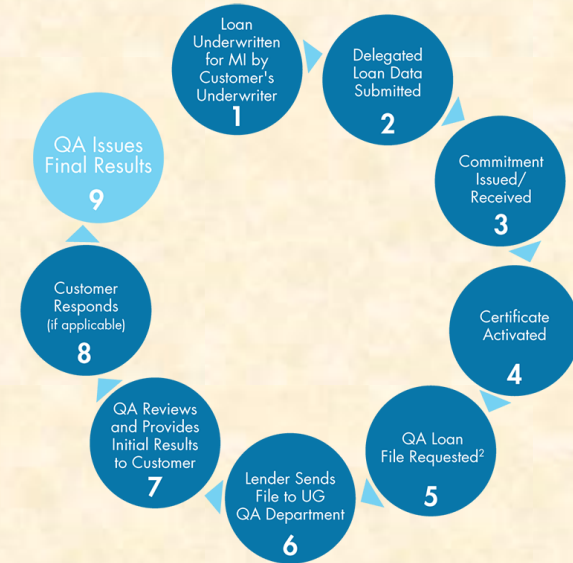 Loan
Underwritten
for MI by
Customer's
Underwriter
1
Delegated
Loan Data
Submitted
2
Commitment
Issued/
Received
3
Certificate
Activated
4
QA Loan
File Requested²
5
Lender Sends
File to UG
QA Department
6
QA Reviews
and Provides
Initial Results
to Customer
7
Customer
Responds
(if applicable)
8
QA Issues
Final Results
9